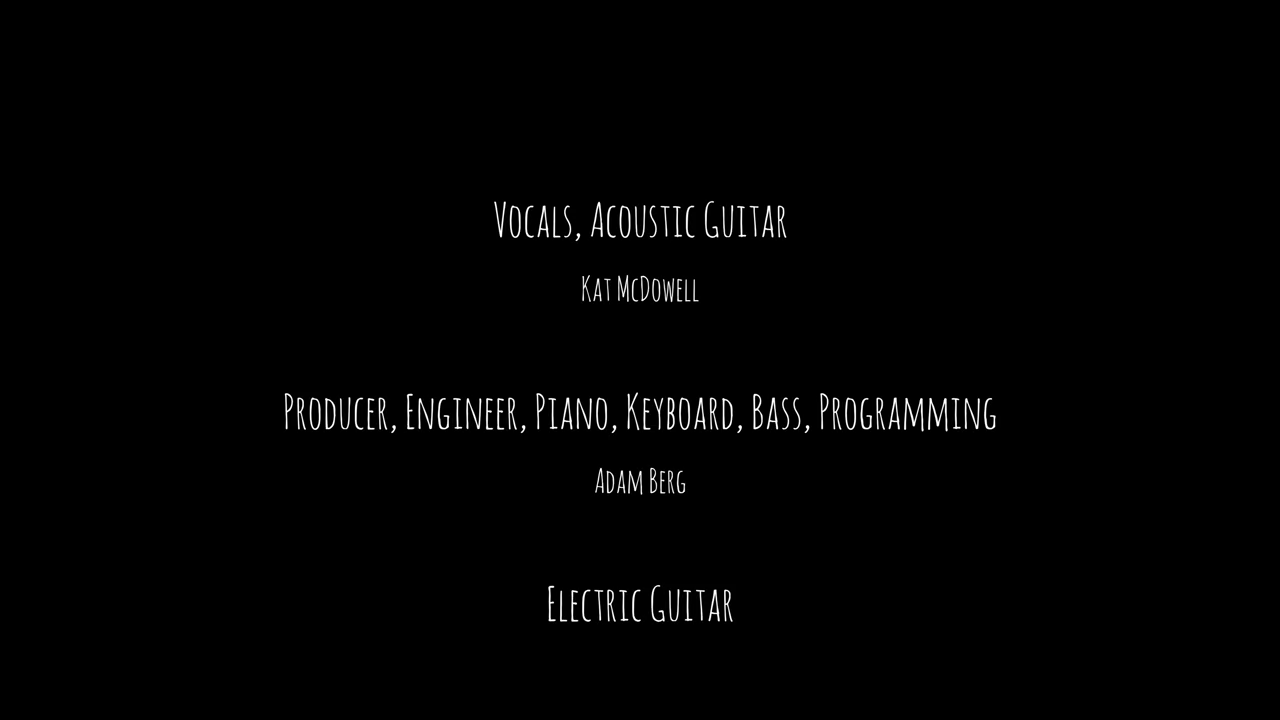 Vocals, Acoustic Guitar
Kat McDowell
Producer, Engineer, Piano, Keyboard, Bass, Programming
Adam Berg
Electric Guitar